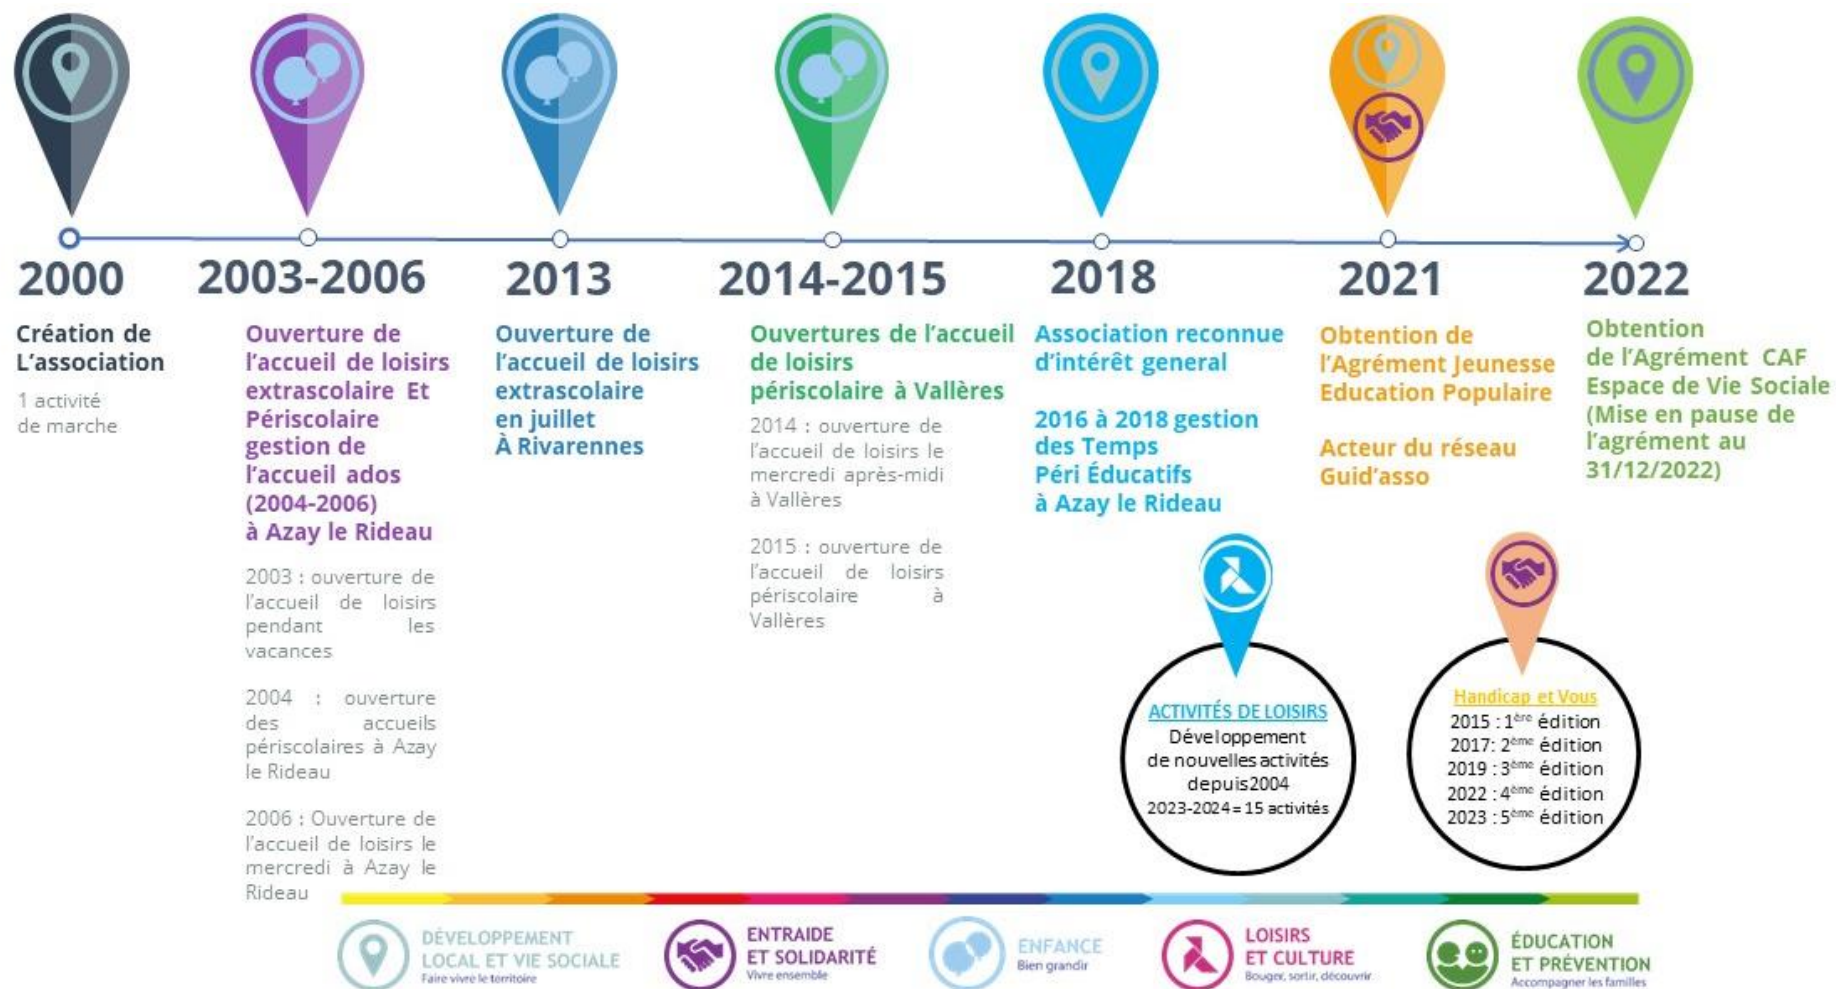 2000
Création de
L'association
1 activité
de marche
2003-2006
Ouverture de
l'accueil de loisirs
extrascolaire Et
Périscolaire
gestion de
l'accueil ados
(2004-2006)
à Azay le Rideau
2003 : ouverture de
l'accueil de loisirs
pendant les
vacances
2004 : ouverture
des accueils
périscolaires à Azay
le Rideau
2006 : Ouverture de
l'accueil de loisirs le
mercredi à Azay le
Rideau
2013
Ouverture de
l'accueil de loisirs
extrascolaire
en juillet
À Rivarennes
2014-2015
Ouvertures de l'accueil
de loisirs
périscolaire à Vallères
2014 : ouverture de
l'accueil de loisirs le
mercredi après-midi
à Vallères
2015 : ouverture de
l'accueil de loisirs
périscolaire à
Vallères
2018
Association reconnue
d'intérêt general
2016 à 2018 gestion
des Temps
Péri Éducatifs
à Azay le Rideau
2021
Obtention de
l'Agrément Jeunesse
Education Populaire
Acteur du réseau
Guid'asso
2022
Obtention
de l'Agrément CAF
Espace de Vie Sociale
(Mise en pause de
l'agrément au
31/12/2022)
ACTIVITÉS DE LOISIRS
Développement
de nouvelles activités
depuis 2004
2023-2024 = 15 activités
Handicap et Vous
2015 : 1ère édition
2017: 2ème édition
2019 : 3ème édition
2022 : 4ème édition
2023 : 5ème édition
DÉVELOPPEMENT
LOCAL ET VIE SOCIALE
Faire vivre le territoire
ENTRAIDE
ET SOLIDARITÉ
Vivre ensemble
ENFANCE
Bien grandir
LOISIRS
ET CULTURE
Bouger, sortir, découvrir
ÉDUCATION
ET PRÉVENTION
Accompagner les familles